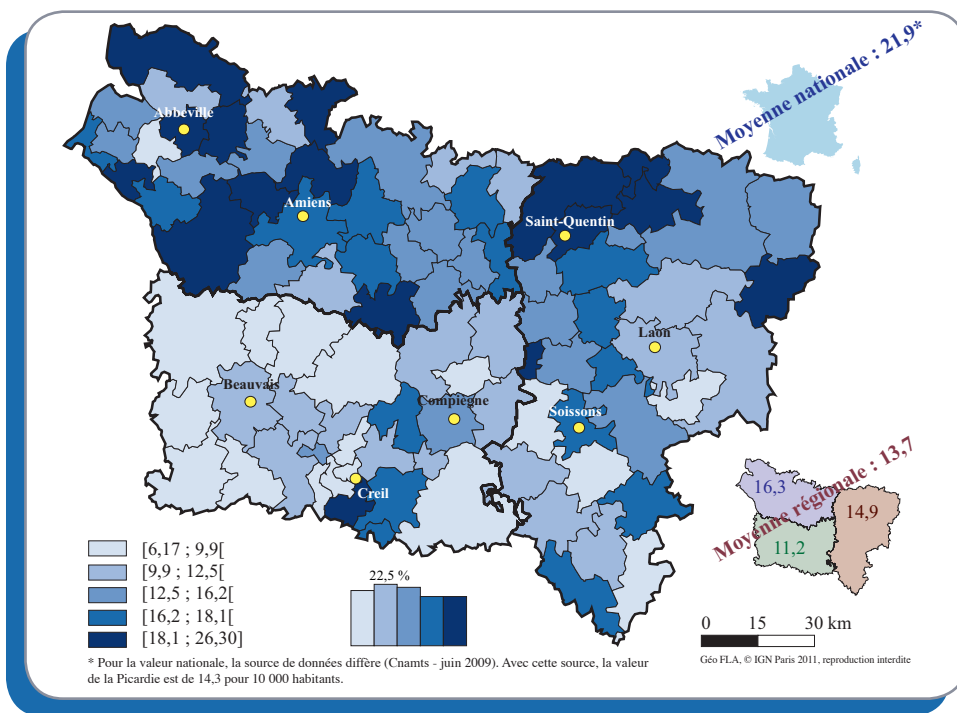 Moyenne nationale : 21,9*
Abbeville
Amiens
Saint-Quentin
Laon
Beauvais
Compiègne
Soissons
Creil
Moyenne régionale : 13,7
16,3
14,9
11,2
[6,17 ; 9,9[
[9,9 ; 12,5[
[12,5 ; 16,2[
[16,2 ; 18,1[
[18,1 ; 26,30]
22,5 %
0 15 30 km
Géo FLA, © IGN Paris 2011, reproduction interdite
* Pour la valeur nationale, la source de données diffère (Cnamts - juin 2009). Avec cette source, la valeur
de la Picardie est de 14,3 pour 10 000 habitants.